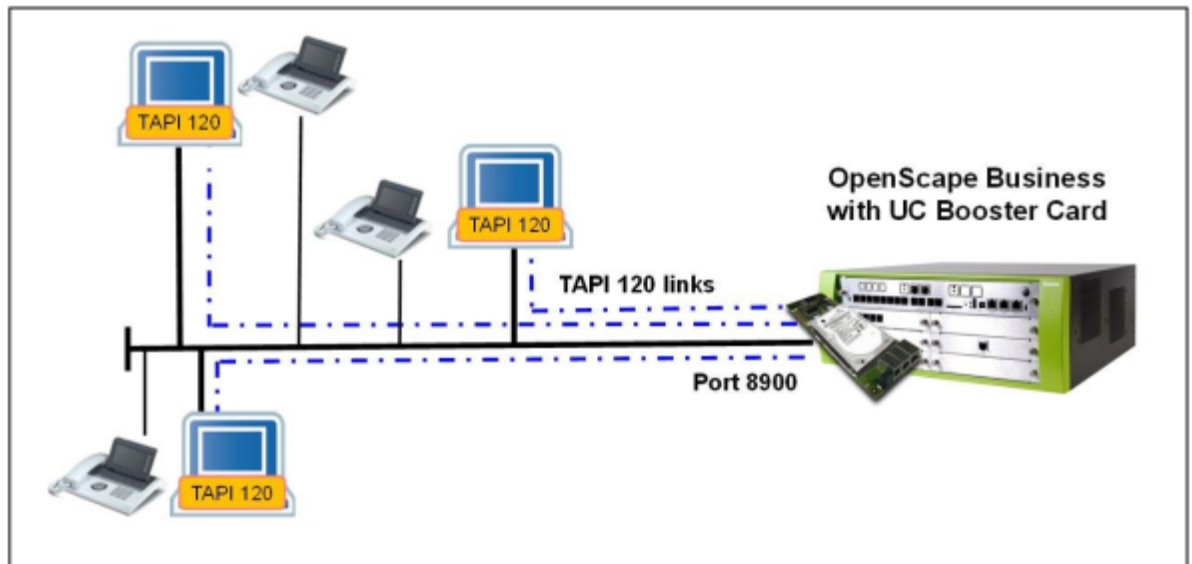 TAPI 120
TAPI 120
OpenScape Business
with UC Booster Card
TAPI 120 links
Port 8900
TAPI 120